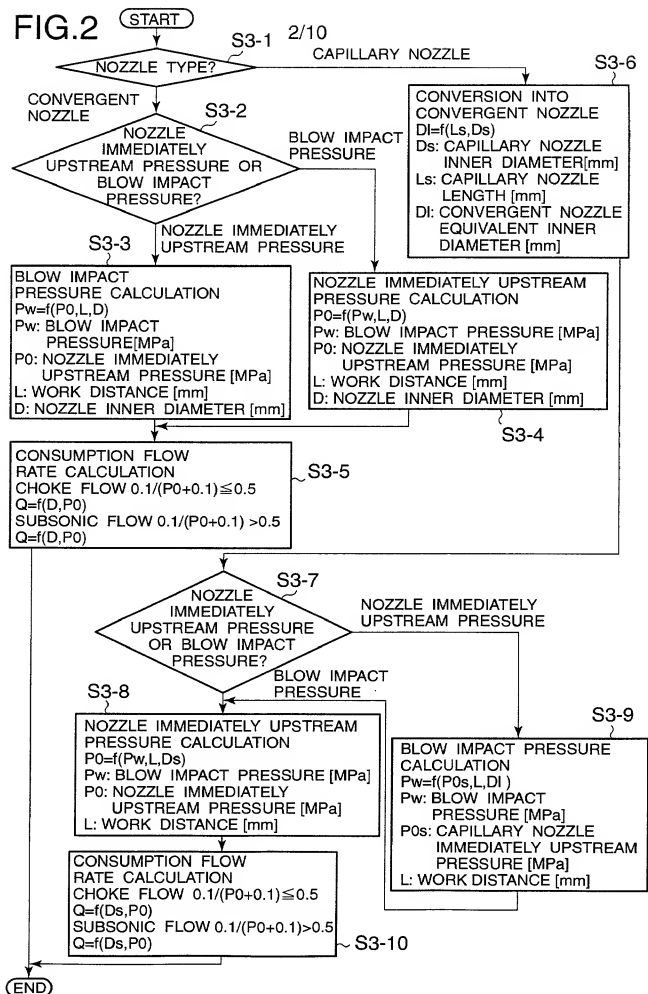 FIG.2
START
2/10
S3-1
NOZZLE TYPE?
CAPILLARY NOZZLE
CONVERGENT
NOZZLE
S3-2
NOZZLE
IMMEDIATELY
UPSTREAM PRESSURE OR
BLOW IMPACT
PRESSURE?
BLOW IMPACT
PRESSURE
NOZZLE IMMEDIATELY
UPSTREAM PRESSURE
S3-6
CONVERSION INTO
CONVERGENT NOZZLE
DI=f(Ls,Ds)
Ds: CAPILLARY NOZZLE
INNER DIAMETER[mm]
Ls: CAPILLARY NOZZLE
LENGTH [mm]
DI: CONVERGENT NOZZLE
EQUIVALENT INNER
DIAMETER [mm]
S3-3
BLOW IMPACT
PRESSURE CALCULATION
Pw=f(P0,L,D)
Pw: BLOW IMPACT
PRESSURE[MPa]
P0: NOZZLE IMMEDIATELY
UPSTREAM PRESSURE [MPa]
L: WORK DISTANCE [mm]
D: NOZZLE INNER DIAMETER [mm]
NOZZLE IMMEDIATELY UPSTREAM
PRESSURE CALCULATION
P0=f(Pw,L,D)
Pw: BLOW IMPACT PRESSURE [MPa]
P0: NOZZLE IMMEDIATELY
UPSTREAM PRESSURE [MPa]
L: WORK DISTANCE [mm]
D: NOZZLE INNER DIAMETER [mm]
S3-4
CONSUMPTION FLOW
RATE CALCULATION
CHOKE FLOW 0.1/(P0+0.1)≦0.5
Q=f(D,P0)
SUBSONIC FLOW 0.1/(P0+0.1) >0.5
Q=f(D,P0)
S3-5
S3-7
NOZZLE
IMMEDIATELY
UPSTREAM PRESSURE
OR BLOW IMPACT
PRESSURE?
NOZZLE IMMEDIATELY
UPSTREAM PRESSURE
BLOW IMPACT
PRESSURE
S3-8
NOZZLE IMMEDIATELY UPSTREAM
PRESSURE CALCULATION
P0=f(Pw,L,Ds)
Pw: BLOW IMPACT PRESSURE [MPa]
P0: NOZZLE IMMEDIATELY
UPSTREAM PRESSURE [MPa]
L: WORK DISTANCE [mm]
S3-9
BLOW IMPACT PRESSURE
CALCULATION
Pw=f(P0s,L,DI )
Pw: BLOW IMPACT
PRESSURE [MPa]
P0s: CAPILLARY NOZZLE
IMMEDIATELY UPSTREAM
PRESSURE [MPa]
L: WORK DISTANCE [mm]
CONSUMPTION FLOW
RATE CALCULATION
CHOKE FLOW 0.1/(P0+0.1)≦0.5
Q=f(Ds,P0)
SUBSONIC FLOW 0.1/(P0+0.1)>0.5
Q=f(Ds,P0)
S3-10
END